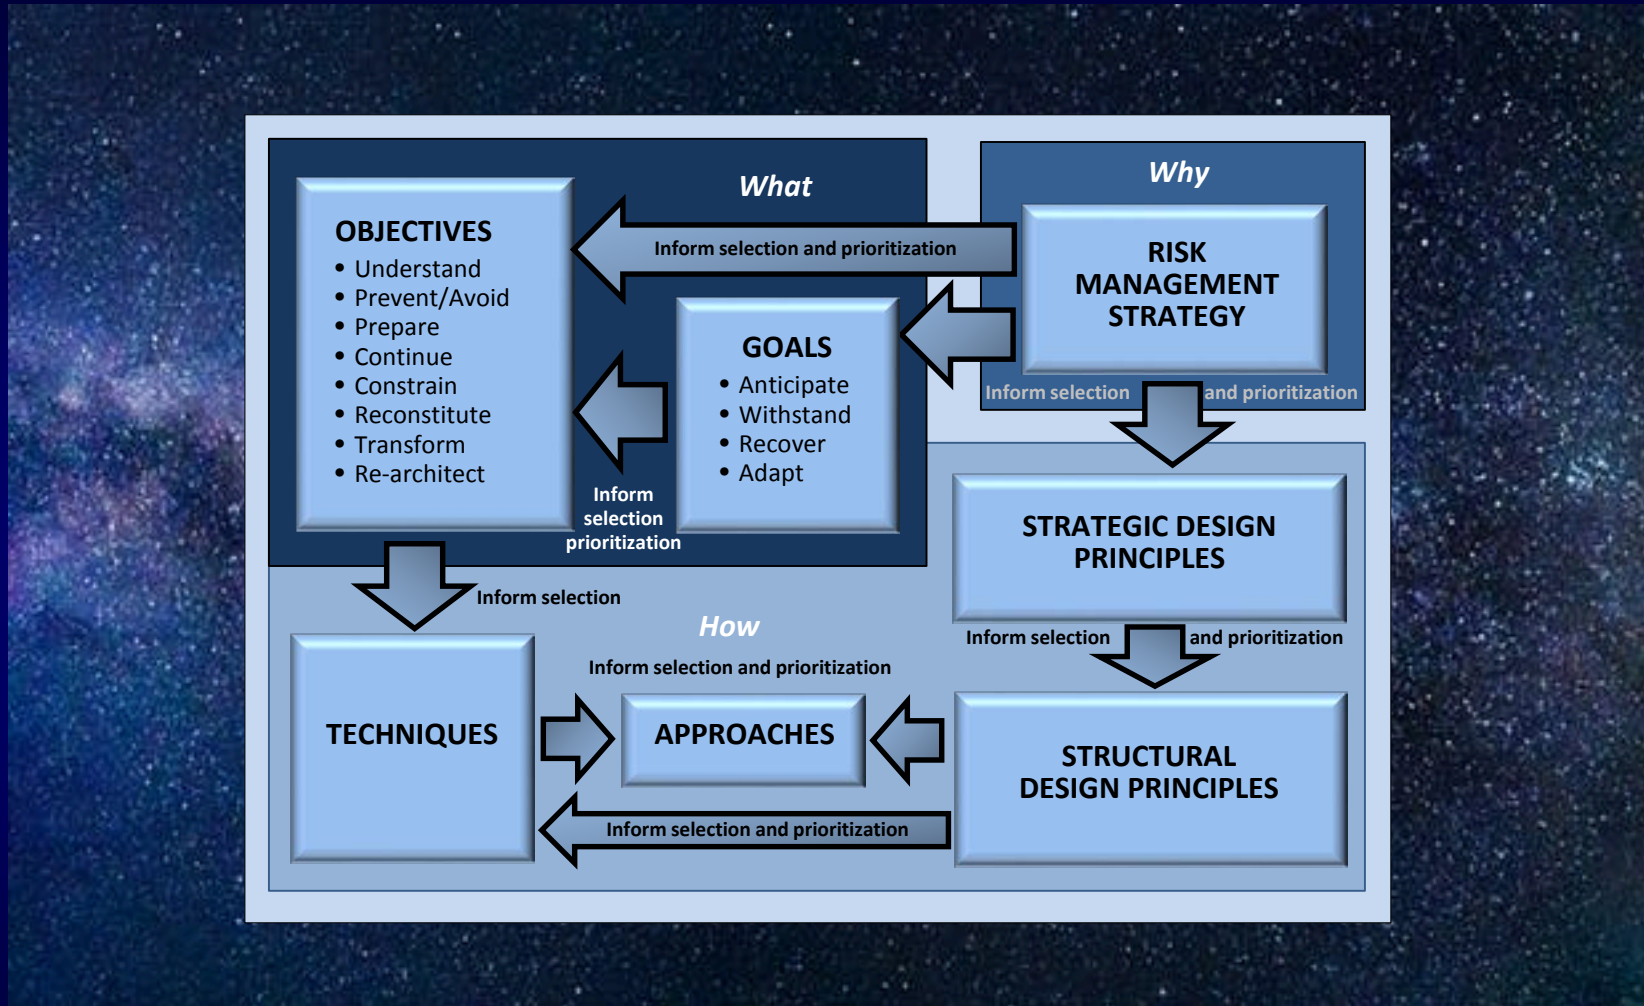 What
Why
OBJECTIVES
• Understand
• Prevent/Avoid
• Prepare
• Continue
• Constrain
• Reconstitute
• Transform
• Re-architect
Inform selection and prioritization
RISK
MANAGEMENT
STRATEGY
GOALS
• Anticipate
• Withstand
• Recover
• Adapt
Inform selection and prioritization
Inform
selection
prioritization
STRATEGIC DESIGN
PRINCIPLES
Inform selection
How
Inform selection and prioritization
Inform selection and prioritization
TECHNIQUES
APPROACHES
STRUCTURAL
DESIGN PRINCIPLES
Inform selection and prioritization